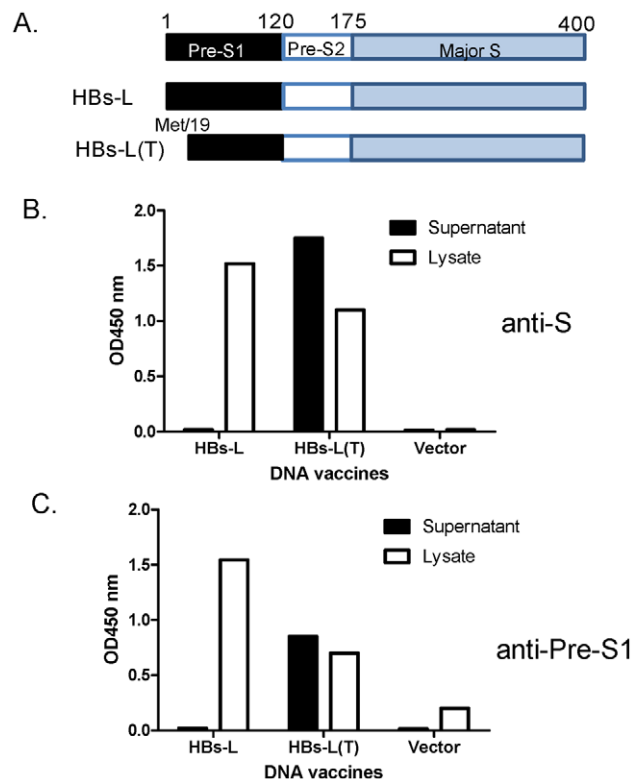 A.
1 120 175 400
Pre-S1 Pre-S2 Major S
HBs-L
Met/19
HBs-L(T)
B.
2.0
1.5
1.0
0.5
0.0
OD450 nm
Supernatant
Lysate
anti-S
HBs-L HBs-L(T) Vector
DNA vaccines
C.
2.0
1.5
1.0
0.5
0.0
OD450 nm
Supernatant
Lysate
anti-Pre-S1
HBs-L HBs-L(T) Vector
DNA vaccines